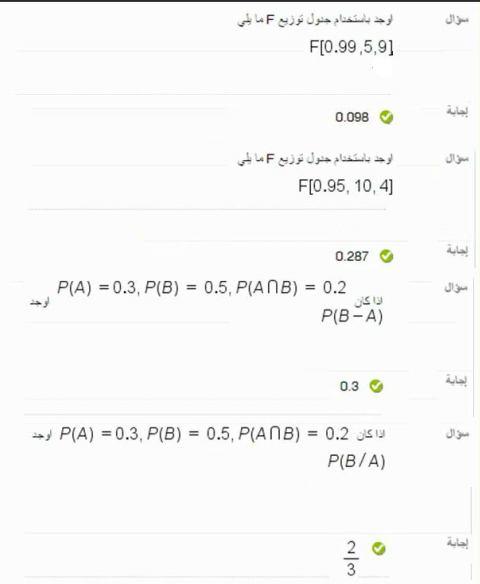 سؤال اوجد باستخدام جدول توزيع F ما يلي
F[0.99,5,9]
إجابة 0.098
سؤال اوجد باستخدام جدول توزيع F ما يلي
F[0.95, 10, 4]
إجابة 0.287
سؤال اذا كان P(A) = 0.3, P(B) = 0.5, P(A∩B) = 0.2 اوجد
P(B – A)
إجابة 0.3
سؤال اذا كان P(A) = 0.3, P(B) = 0.5, P(A∩B) = 0.2 اوجد
P(B/A)
إجابة 2/3